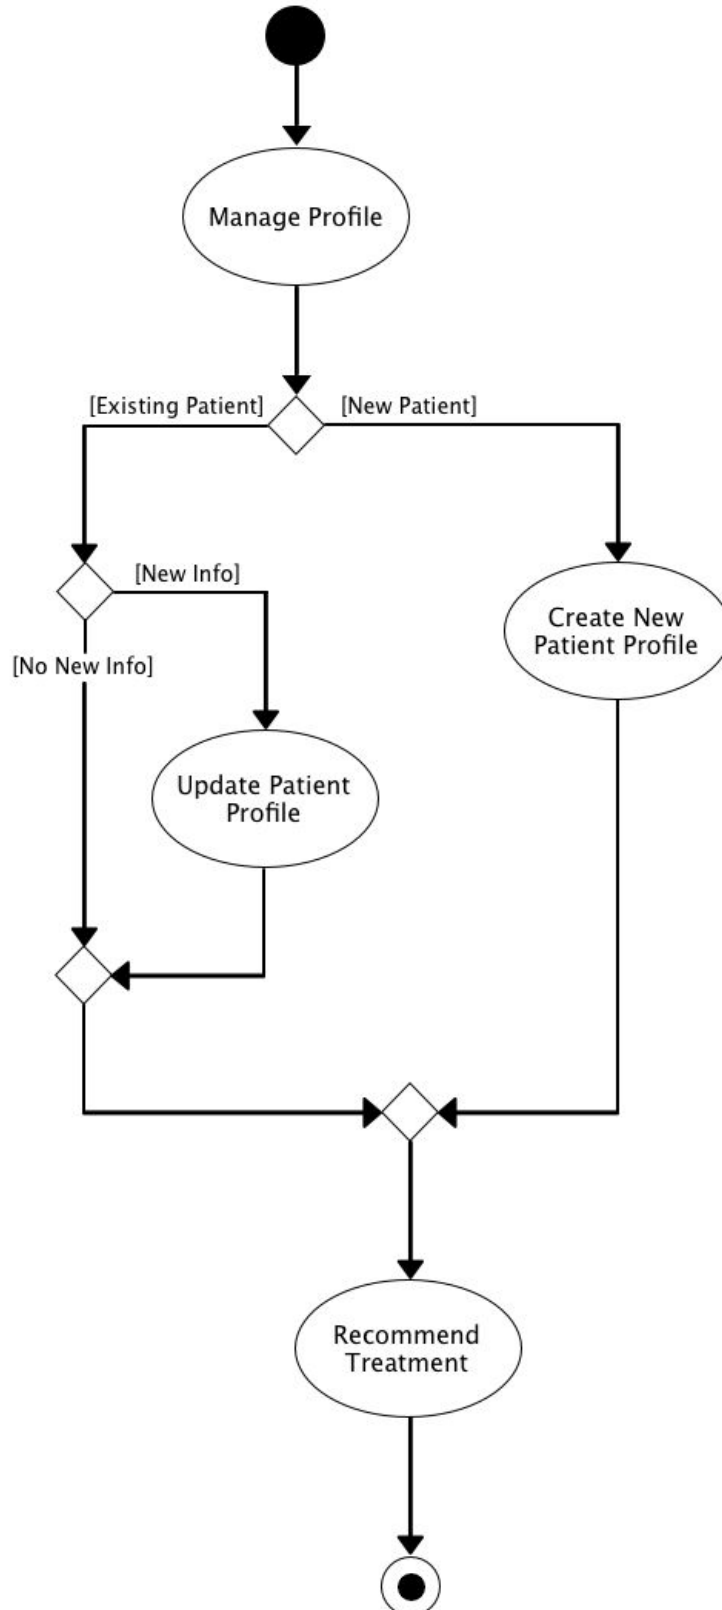 Manage Profile
[Existing Patient]
[New Patient]
[New Info]
Create New
Patient Profile
[No New Info]
Update Patient
Profile
Recommend
Treatment